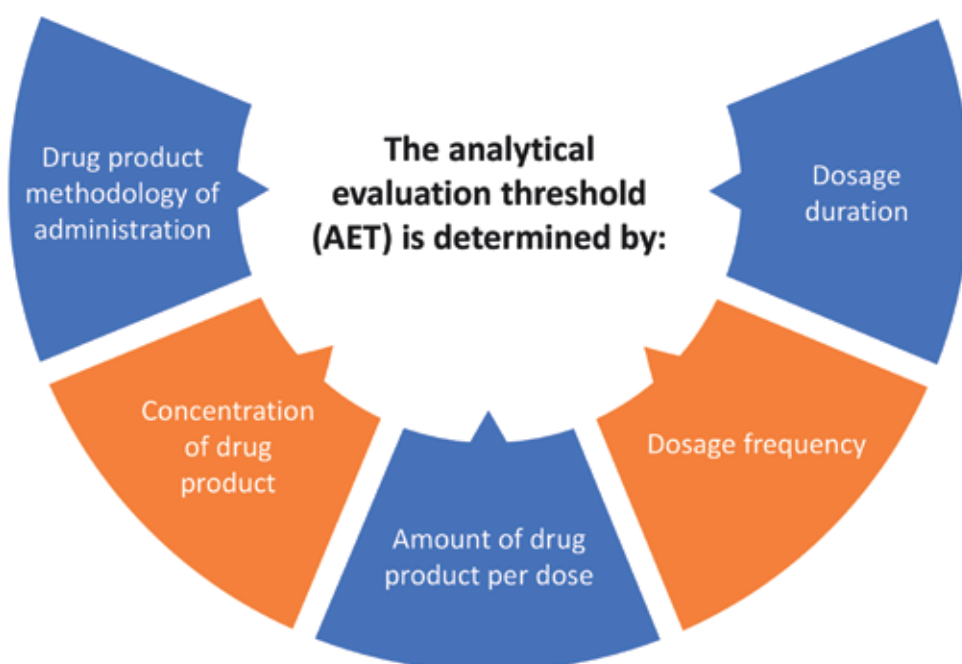 The analytical
evaluation threshold
(AET) is determined by:
Drug product
methodology of
administration
Concentration
of drug
product
Amount of drug
product per dose
Dosage frequency
Dosage
duration